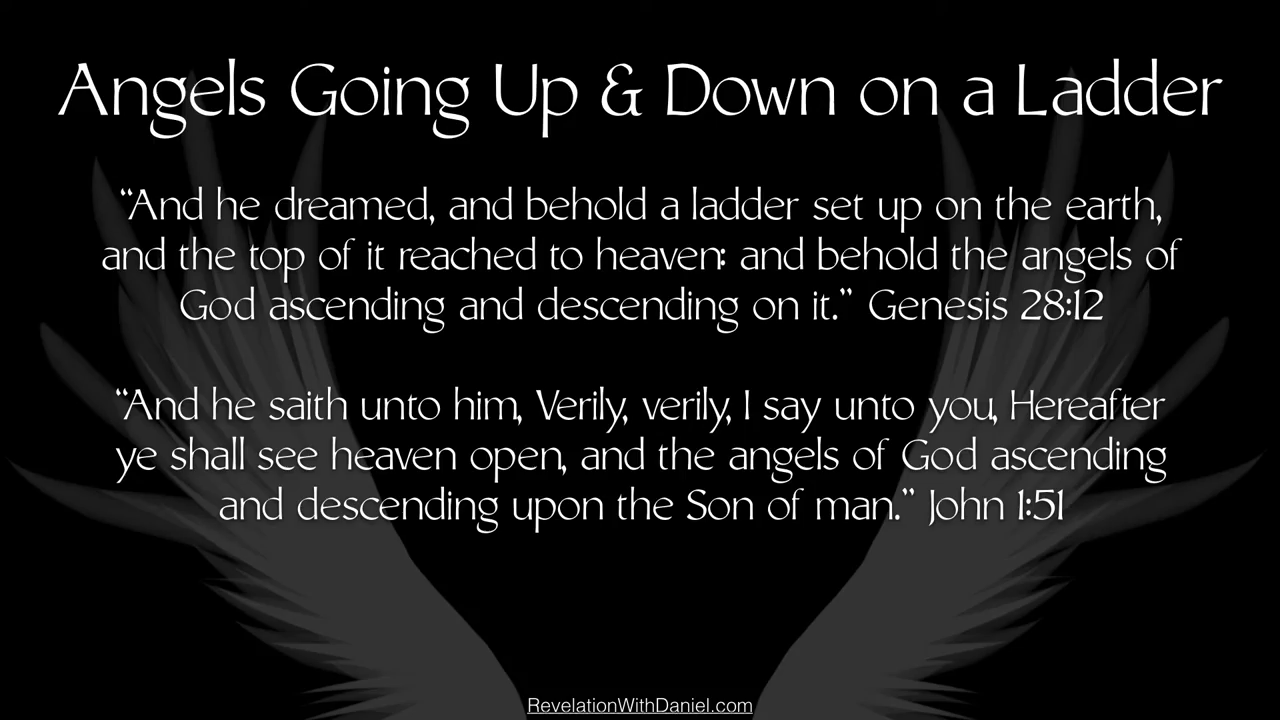 Angels Going Up & Down on a Ladder
“And he dreamed, and behold a ladder set up on the earth,
and the top of it reached to heaven: and behold the angels of
God ascending and descending on it.” Genesis 28:12
“And he saith unto him, Verily, verily, I say unto you, Hereafter
ye shall see heaven open, and the angels of God ascending
and descending upon the Son of man.” John 1:51
RevelationWithDaniel.com